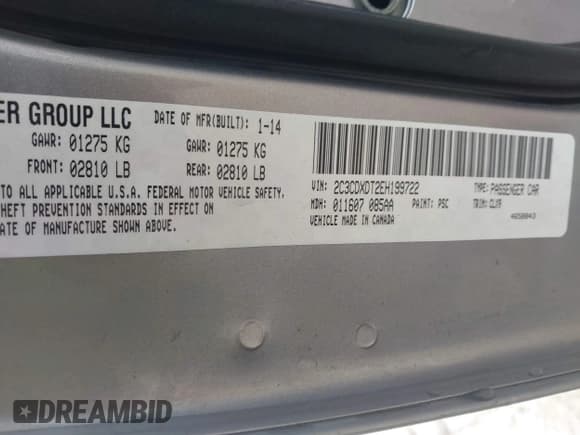 ER GROUP LLC
DATE OF MFR(BUILT): 1-14
GAWR: 01275 KG
GAWR: 01275 KG
FRONT: 02810 LB
REAR: 02810 LB
TO ALL APPLICABLE U.S.A. FEDERAL MOTOR VEHICLE SAFETY,
HEFT PREVENTION STANDARDS IN EFFECT ON
ATE OF MANUFACTURE SHOWN ABOVE.
VIN: 2C3CDXDT2EH199722
TYPE: PASSENGER CAR
MDH: 011607 085AA
PAINT: PSC
TRIM: CLX9
VEHICLE MADE IN CANADA
DREAMBID